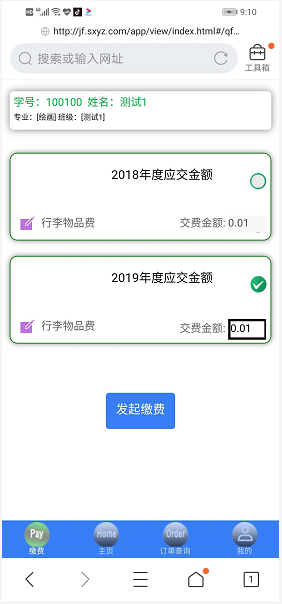 9:10
http://jf.sxyz.com/app/view/index.html#/qf...
搜索或输入网址
工具箱
学号：100100 姓名：测试1
专业：[绘画] 班级：[测试1]
2018年度应交金额
行李物品费 交费金额: 0.01
2019年度应交金额
行李物品费 交费金额: 0.01
发起缴费
Pay Home Order
缴费 主页 订单查询 我的
1